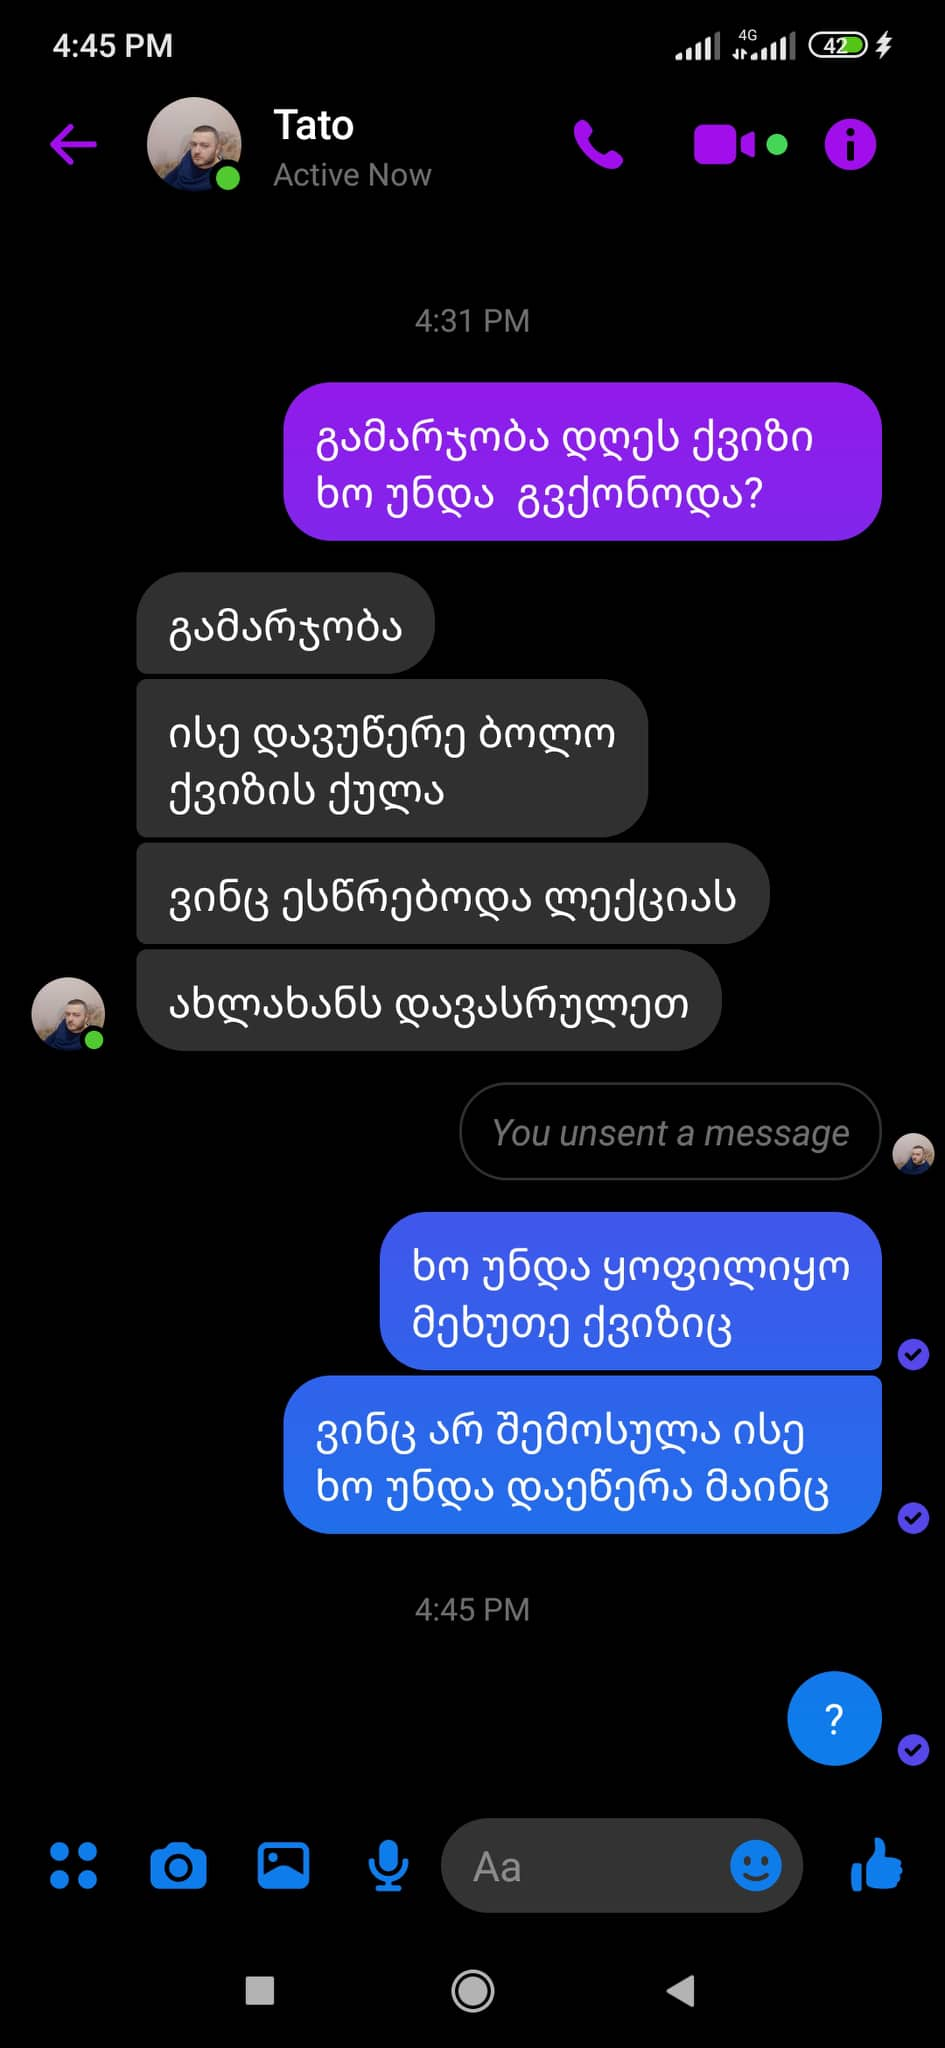 4:45 PM
4G
42
Tato
Active Now
4:31 PM
გამარჯობა დღეს ქვიზი
ხო უნდა გვქონოდა?
გამარჯობა
ისე დავუწერე ბოლო
ქვიზის ქულა
ვინც ესწრებოდა ლექციას
ახლახანს დავასრულეთ
You unsent a message
ხო უნდა ყოფილიყო
მეხუთე ქვიზიც
ვინც არ შემოსულა ისე
ხო უნდა დაეწერა მაინც
4:45 PM
?
Aa